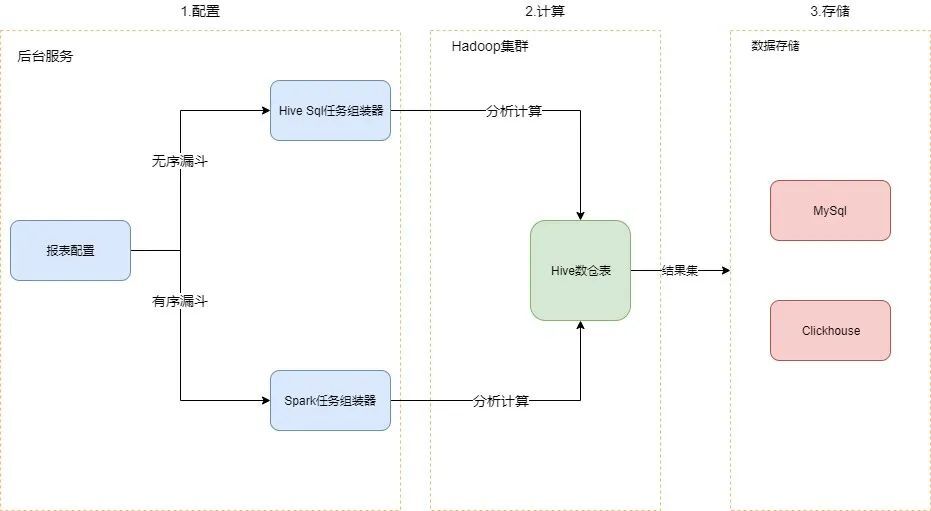 1.配置
2.计算
3.存储
后台服务
Hadoop集群
数据存储
Hive Sql任务组装器
分析计算
无序漏斗
MySql
报表配置
Hive数仓表
结果集
有序漏斗
Clickhouse
Spark任务组装器
分析计算